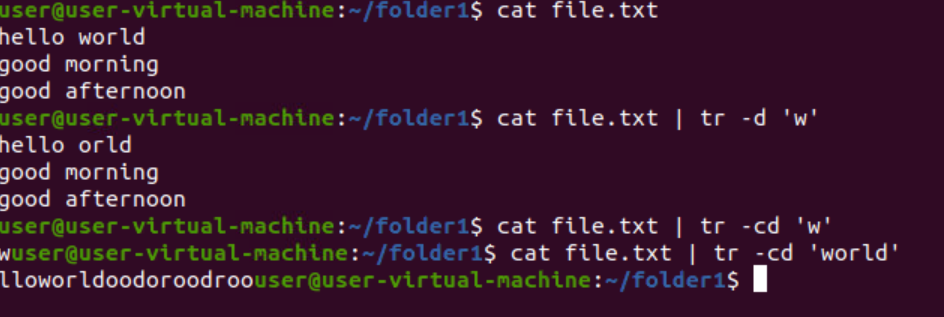 user@user-virtual-machine:~/folder1$ cat file.txt
hello world
good morning
good afternoon
user@user-virtual-machine:~/folder1$ cat file.txt | tr -d 'w'
hello orld
good morning
good afternoon
user@user-virtual-machine:~/folder1$ cat file.txt | tr -cd 'w'
wuser@user-virtual-machine:~/folder1$ cat file.txt | tr -cd 'world'
lloworldoodoroodroouser@user-virtual-machine:~/folder1$